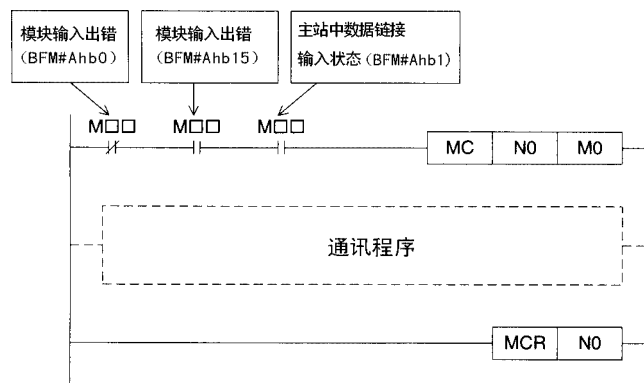 模块输入出错
(BFM#Ahb0)
模块输入出错
(BFM#Ahb15)
主站中数据链接
输入状态(BFM#Ahb1)
M□□ M□□ M□□
MC N0 M0
通讯程序
MCR N0